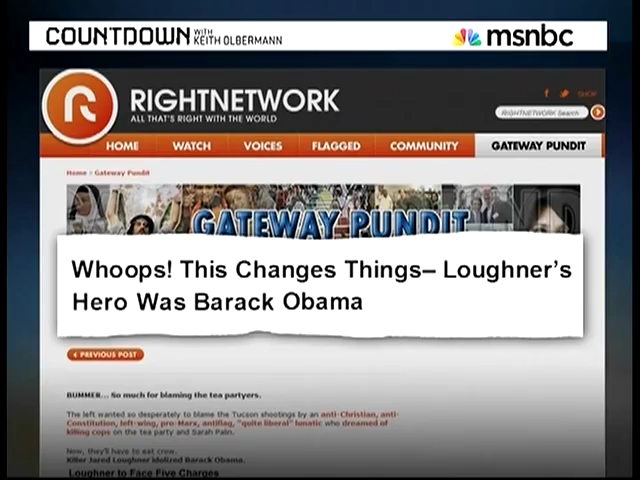 COUNTDOWN WITH KEITH OLBERMANN
msnbc
RIGHTNETWORK
ALL THAT'S RIGHT WITH THE WORLD
f SHOP
RIGHTNETWORK Search
HOME WATCH VOICES FLAGGED COMMUNITY GATEWAY PUNDIT
Home > Gateway Pundit
GATEWAY PUNDIT
Whoops! This Changes Things– Loughner's
Hero Was Barack Obama
PREVIOUS POST
BUMMER... So much for blaming the tea partyers.
The left wanted so desperately to blame the Tucson shootings by an anti-Christian, anti-
Constitution, left-wing, pro-Marx, antiflag, "quite liberal" lunatic who dreamed of
killing cops on the tea party and Sarah Palin.
Now, they'll have to eat crow.
Killer Jared Loughner idolized Barack Obama.
Loughner to Face Five Charges